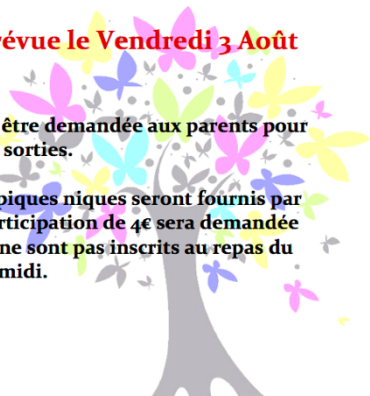 révue le Vendredi 3 Août
être demandée aux parents pour
sorties.
piques niques seront fournis par
rticipation de 4€ sera demandée
ne sont pas inscrits au repas du
midi.